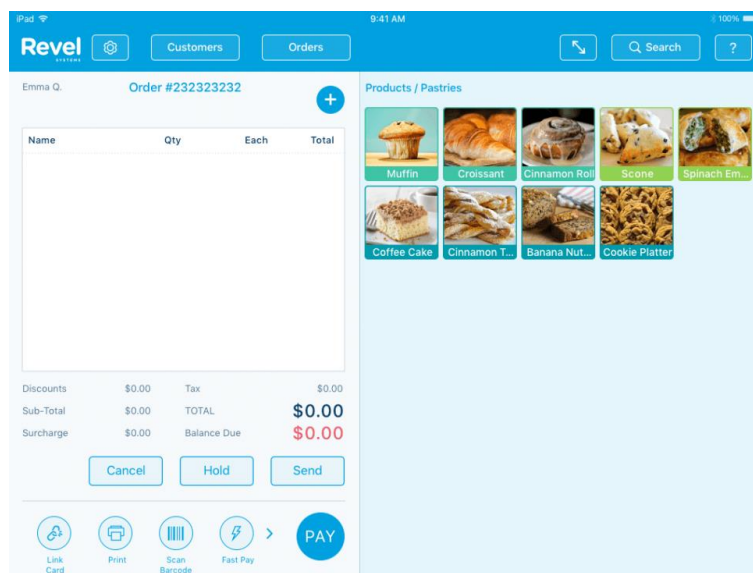 iPad 9:41 AM 100%
Revel SYSTEMS Customers Orders Search ?
Emma Q. Order #232323232 +
Products / Pastries
Name Qty Each Total
Muffin Croissant Cinnamon Roll Scone Spinach Em...
Coffee Cake Cinnamon T... Banana Nut... Cookie Platter
Discounts $0.00 Tax $0.00
Sub-Total $0.00 TOTAL $0.00
Surcharge $0.00 Balance Due $0.00
Cancel Hold Send
PAY
Link Card Print Scan Barcode Fast Pay